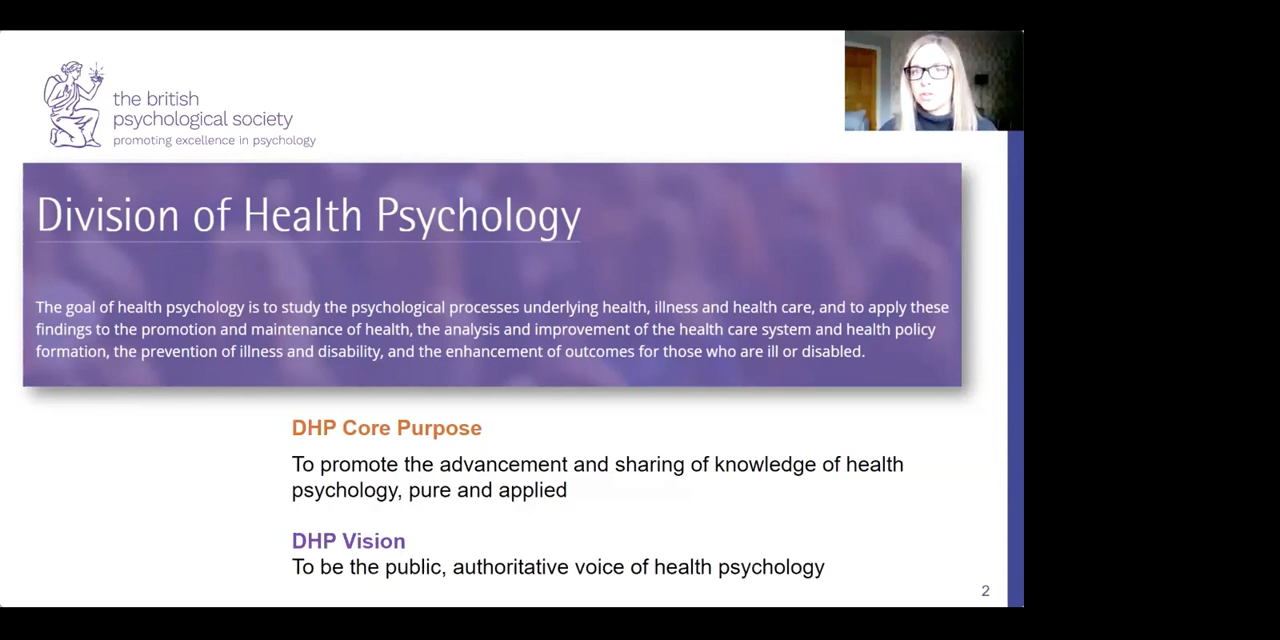 the british
psychological society
promoting excellence in psychology
Division of Health Psychology
The goal of health psychology is to study the psychological processes underlying health, illness and health care, and to apply these
findings to the promotion and maintenance of health, the analysis and improvement of the health care system and health policy
formation, the prevention of illness and disability, and the enhancement of outcomes for those who are ill or disabled.
DHP Core Purpose
To promote the advancement and sharing of knowledge of health
psychology, pure and applied
DHP Vision
To be the public, authoritative voice of health psychology
2